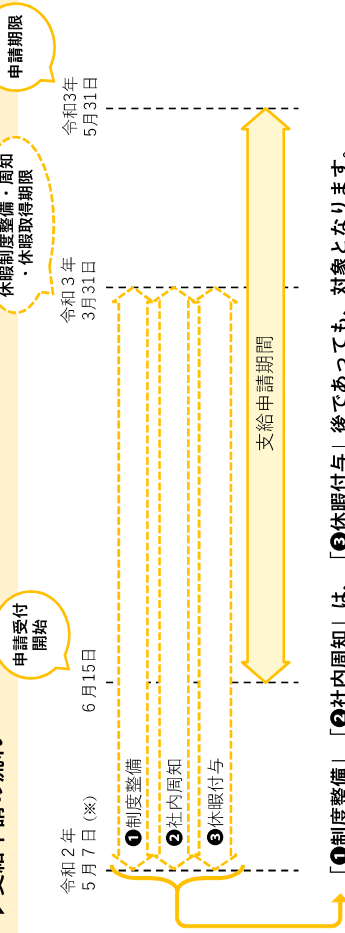 申請受付
開始
休暇制度整備・周知
・休暇取得期限
申請期限
令和２年
５月７日（※）
６月15日
令和３年
３月31日
令和3年
5月31日
❶制度整備
❷社内周知
❸休暇付与
支給申請期間
「❶制度整備」「❷社内周知」は、「❸休暇付与」後であっても、対象となります。